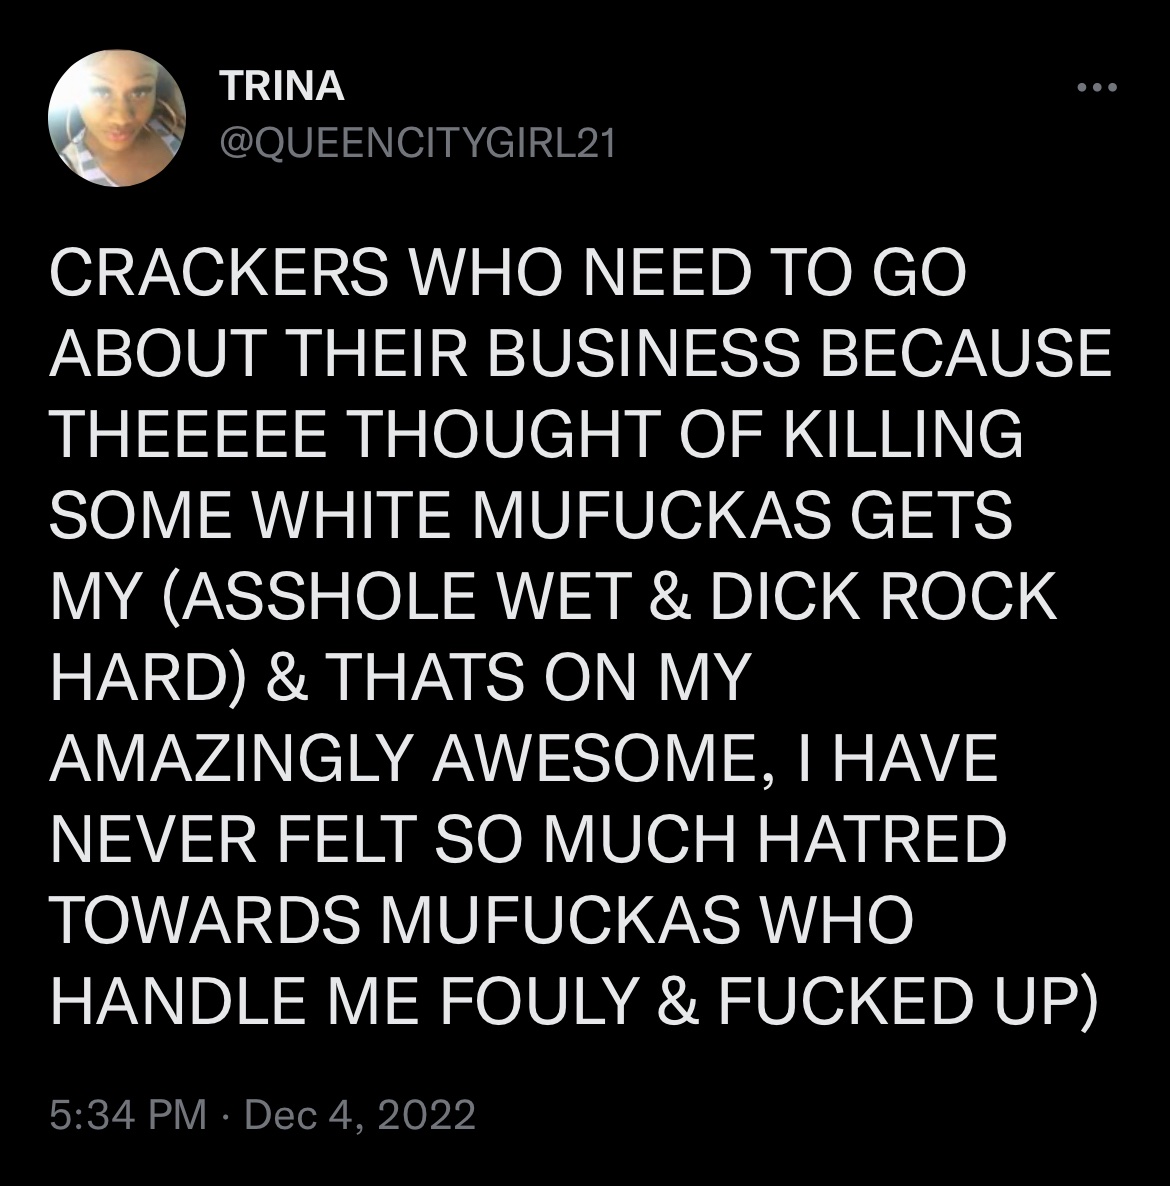 TRINA
@QUEENCITYGIRL21
CRACKERS WHO NEED TO GO
ABOUT THEIR BUSINESS BECAUSE
THEEEEE THOUGHT OF KILLING
SOME WHITE MUFUCKAS GETS
MY (ASSHOLE WET & DICK ROCK
HARD) & THATS ON MY
AMAZINGLY AWESOME, I HAVE
NEVER FELT SO MUCH HATRED
TOWARDS MUFUCKAS WHO
HANDLE ME FOULY & FUCKED UP)
5:34 PM · Dec 4, 2022